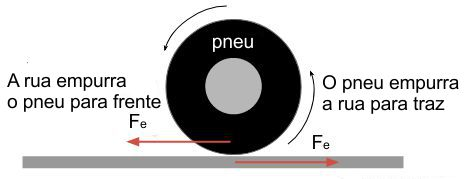 pneu
A rua empurra
o pneu para frente
Fe
O pneu empurra
a rua para traz
Fe